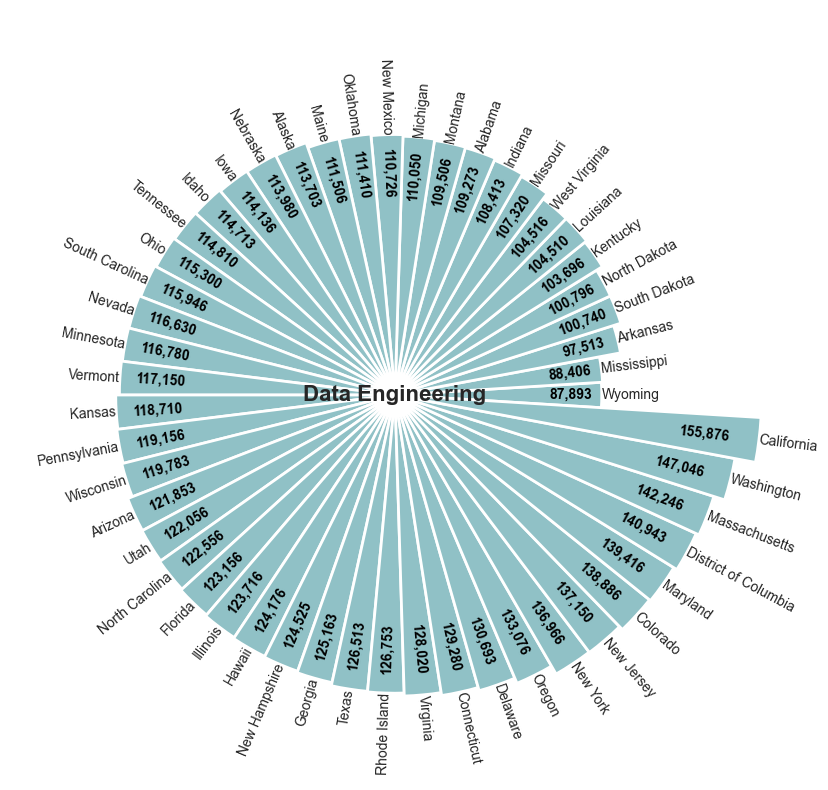 Data Engineering
California 155,876
Washington 147,046
Massachusetts 142,246
District of Columbia 140,943
Maryland 139,416
Colorado 138,886
New Jersey 137,150
New York 136,966
Oregon 133,076
Delaware 130,693
Connecticut 129,280
Virginia 128,020
Rhode Island 126,753
Texas 126,513
Georgia 125,163
New Hampshire 124,525
Hawaii 124,176
Illinois 123,716
Florida 123,156
North Carolina 122,556
Utah 122,056
Arizona 121,853
Wisconsin 119,783
Pennsylvania 119,156
Kansas 118,710
Vermont 117,150
Minnesota 116,780
Nevada 116,630
South Carolina 115,946
Ohio 115,300
Tennessee 114,810
Idaho 114,713
Iowa 114,136
Nebraska 113,980
Alaska 113,703
Maine 111,506
Oklahoma 111,410
New Mexico 110,726
Michigan 110,050
Montana 109,506
Alabama 109,273
Indiana 108,413
Missouri 107,320
West Virginia 104,516
Louisiana 104,510
Kentucky 103,696
North Dakota 100,796
South Dakota 100,740
Arkansas 97,513
Mississippi 88,406
Wyoming 87,893